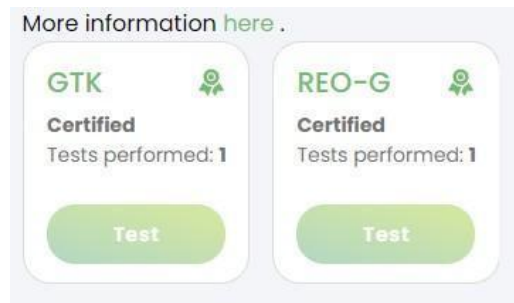 More information here .
GTK
Certified
Tests performed: 1
Test
REO-G
Certified
Tests performed: 1
Test